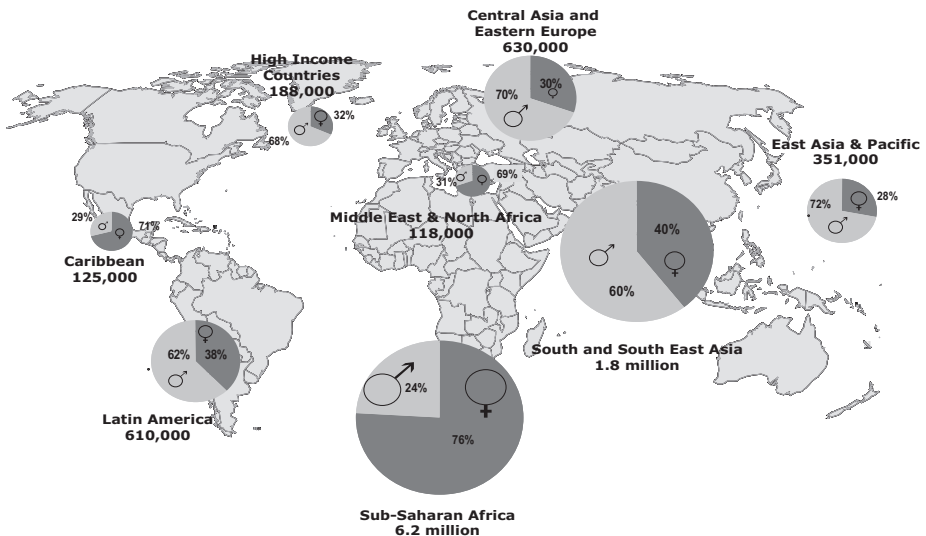 Central Asia and
Eastern Europe
630,000
70%
30%
High Income
Countries
188,000
32%
68%
East Asia & Pacific
351,000
72%
28%
31%
69%
Middle East & North Africa
118,000
29%
71%
Caribbean
125,000
40%
60%
South and South East Asia
1.8 million
62%
38%
Latin America
610,000
24%
76%
Sub-Saharan Africa
6.2 million